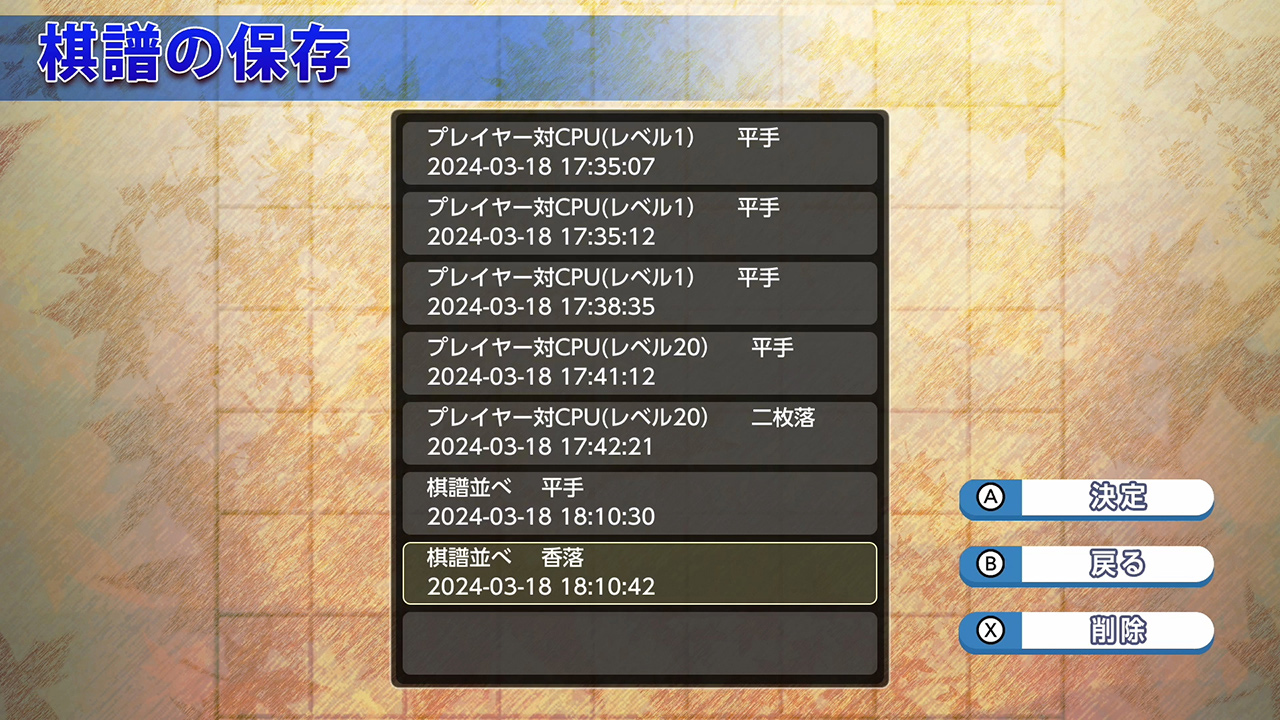 棋譜の保存
プレイヤー対CPU(レベル1)　平手
2024-03-18 17:35:07
プレイヤー対CPU(レベル1)　平手
2024-03-18 17:35:12
プレイヤー対CPU(レベル1)　平手
2024-03-18 17:38:35
プレイヤー対CPU(レベル20)　平手
2024-03-18 17:41:12
プレイヤー対CPU(レベル20)　二枚落
2024-03-18 17:42:21
棋譜並べ　平手
2024-03-18 18:10:30
棋譜並べ　香落
2024-03-18 18:10:42
A 決定
B 戻る
X 削除